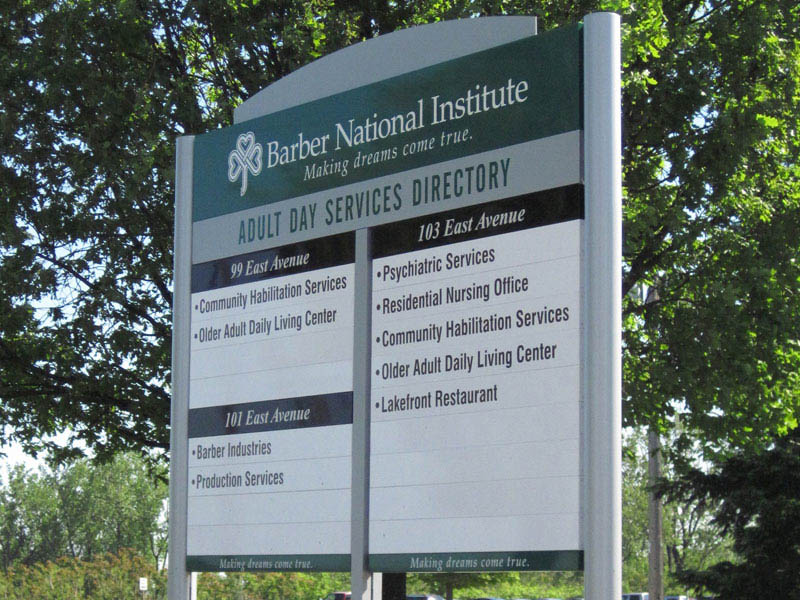 Barber National Institute
Making dreams come true.
ADULT DAY SERVICES DIRECTORY
99 East Avenue
• Community Habilitation Services
• Older Adult Daily Living Center
101 East Avenue
• Barber Industries
• Production Services
Making dreams come true.
103 East Avenue
• Psychiatric Services
• Residential Nursing Office
• Community Habilitation Services
• Older Adult Daily Living Center
• Lakefront Restaurant
Making dreams come true.